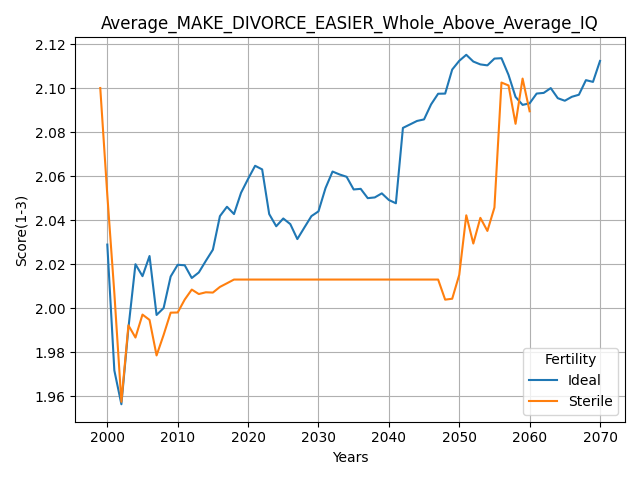 Average_MAKE_DIVORCE_EASIER_Whole_Above_Average_IQ
2.12
2.10
2.08
2.06
2.04
2.02
2.00
1.98
1.96
Score(1-3)
2000 2010 2020 2030 2040 2050 2060 2070
Years
Fertility
Ideal
Sterile